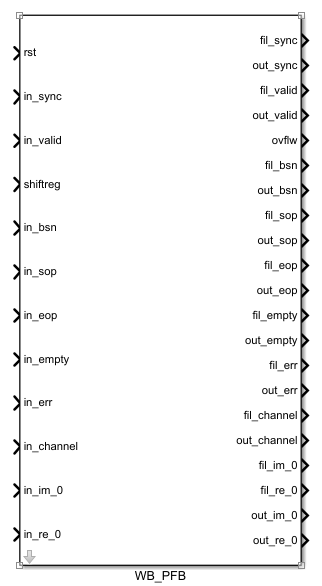 rst
in_sync
in_valid
shiftreg
in_bsn
in_sop
in_eop
in_empty
in_err
in_channel
in_im_0
in_re_0
fil_sync
out_sync
fil_valid
out_valid
ovflw
fil_bsn
out_bsn
fil_sop
out_sop
fil_eop
out_eop
fil_empty
out_empty
fil_err
out_err
fil_channel
out_channel
fil_im_0
fil_re_0
out_im_0
out_re_0
WB_PFB